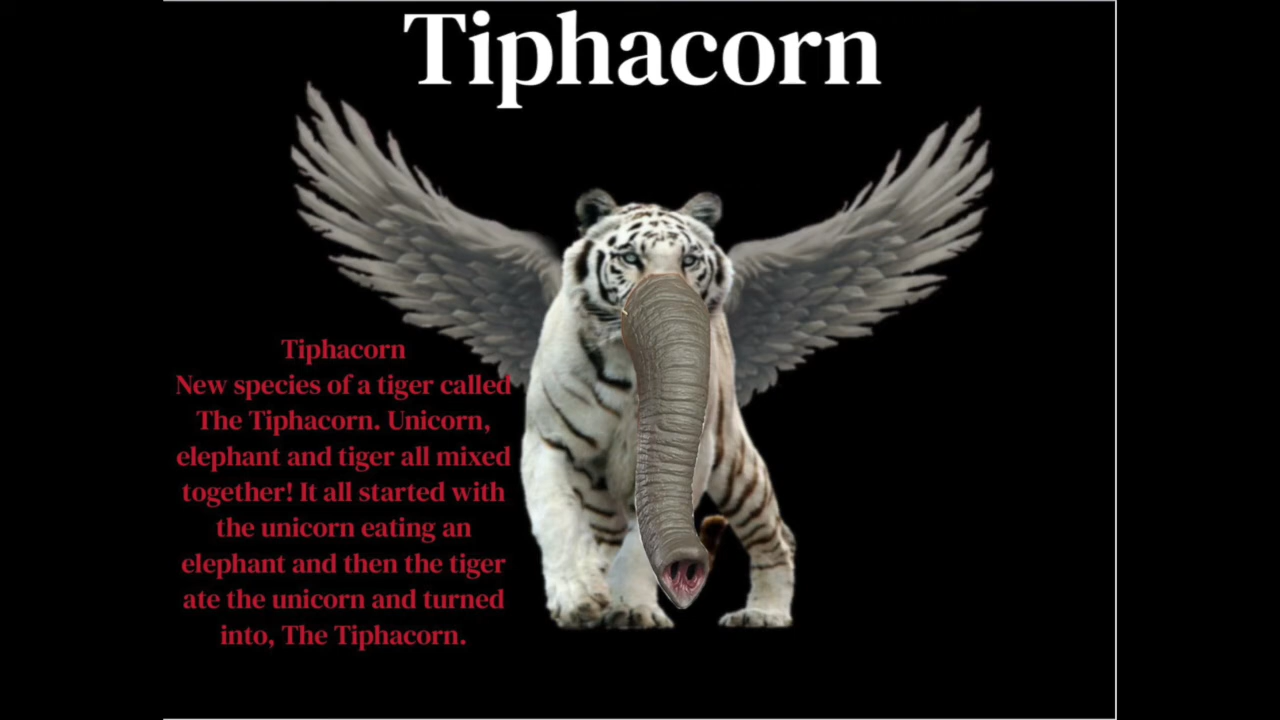 Tiphacorn
Tiphacorn
New species of a tiger called
The Tiphacorn. Unicorn,
elephant and tiger all mixed
together! It all started with
the unicorn eating an
elephant and then the tiger
ate the unicorn and turned
into, The Tiphacorn.